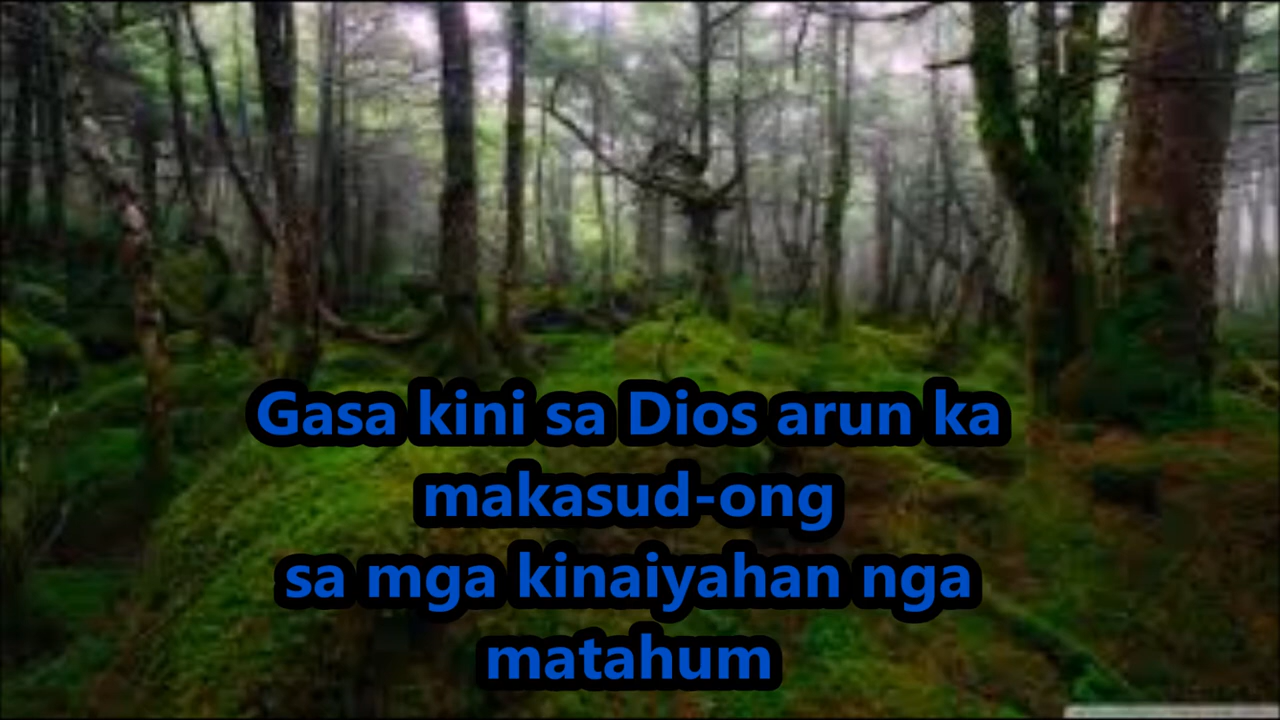 Gasa kini sa Dios arun ka
makasud-ong
sa mga kinaiyahan nga
matahum